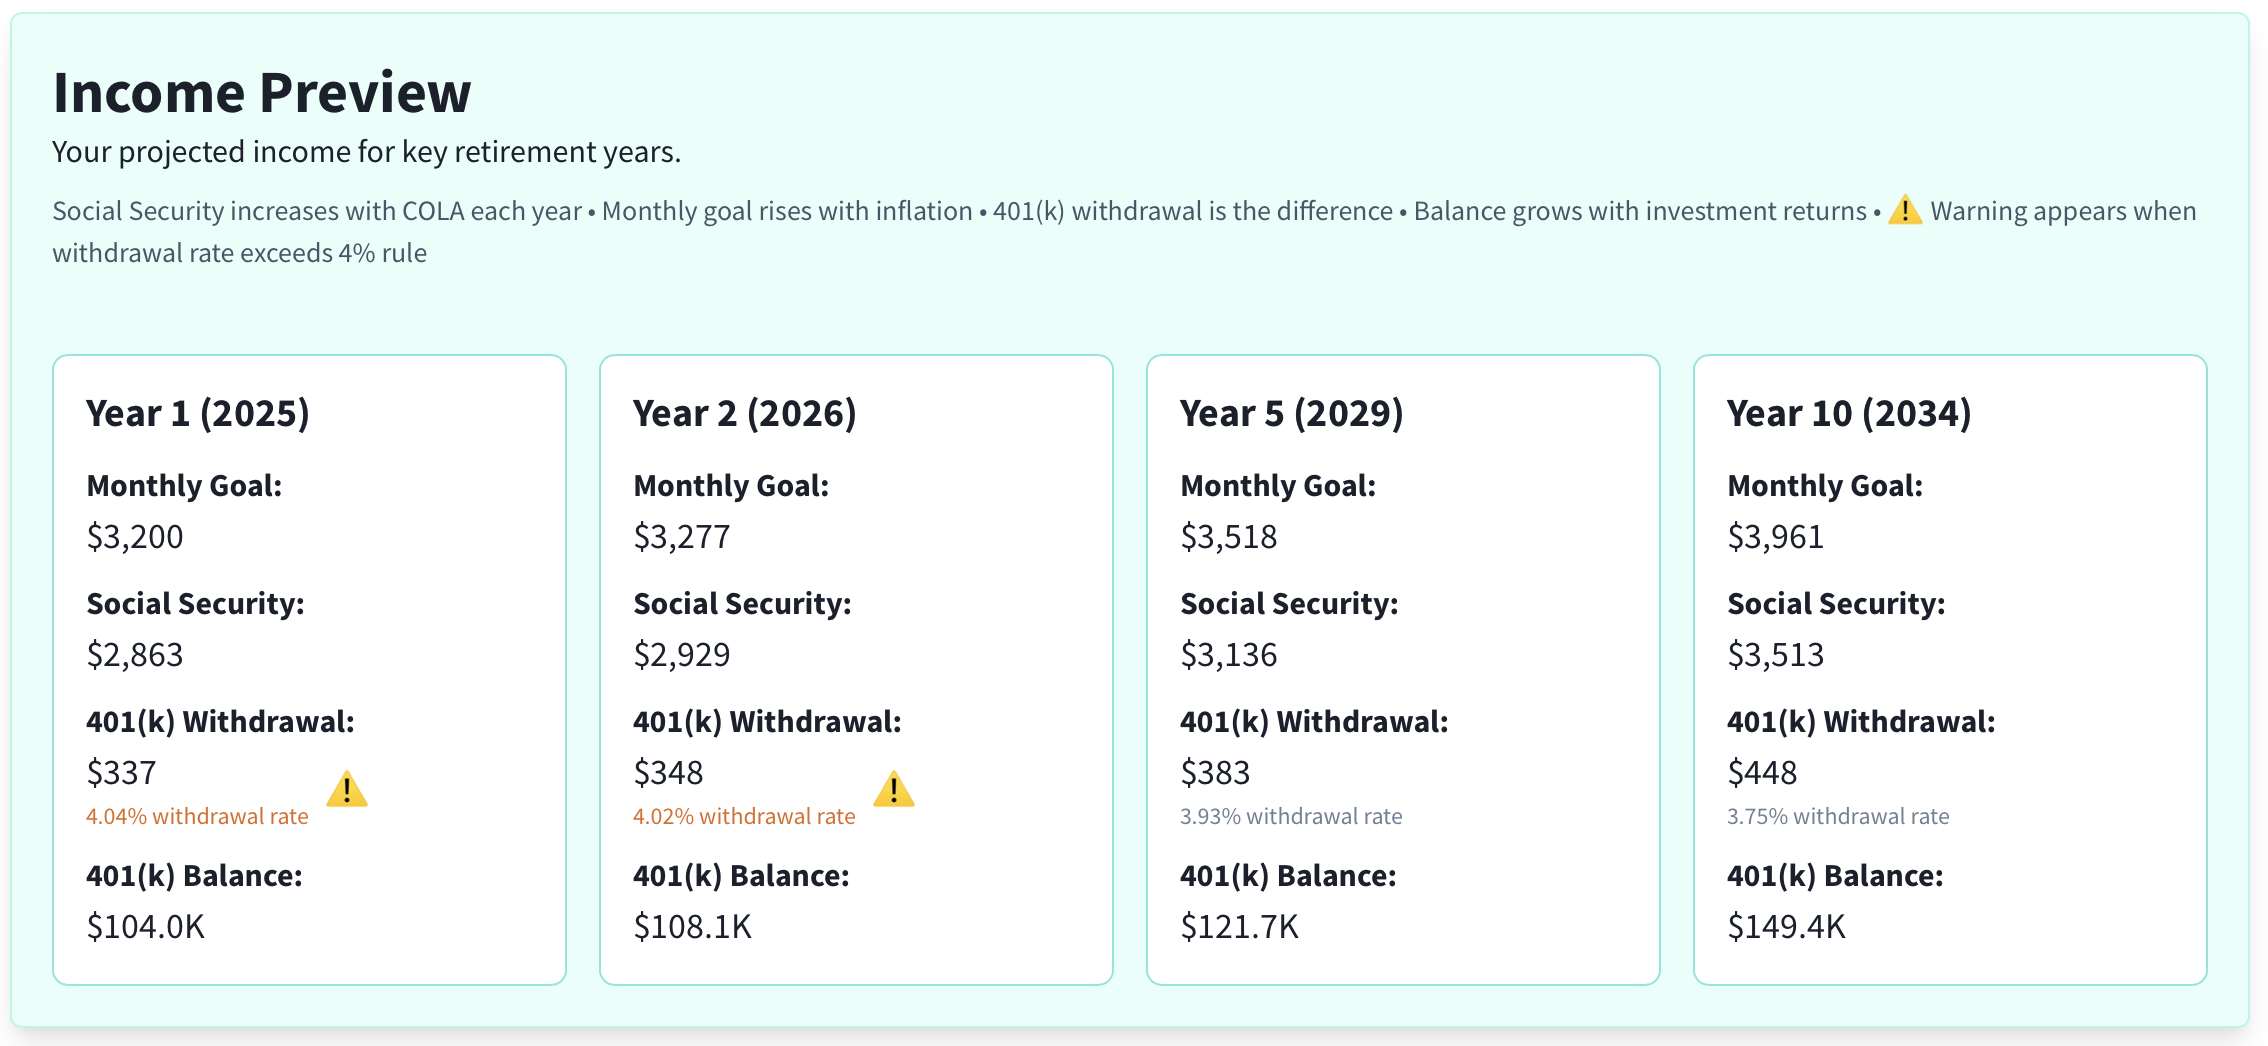 Income Preview
Your projected income for key retirement years.
Social Security increases with COLA each year • Monthly goal rises with inflation • 401(k) withdrawal is the difference • Balance grows with investment returns • ⚠️ Warning appears when
withdrawal rate exceeds 4% rule
Year 1 (2025)
Monthly Goal:
$3,200
Social Security:
$2,863
401(k) Withdrawal:
$337
⚠️
4.04% withdrawal rate
401(k) Balance:
$104.0K
Year 2 (2026)
Monthly Goal:
$3,277
Social Security:
$2,929
401(k) Withdrawal:
$348
⚠️
4.02% withdrawal rate
401(k) Balance:
$108.1K
Year 5 (2029)
Monthly Goal:
$3,518
Social Security:
$3,136
401(k) Withdrawal:
$383
3.93% withdrawal rate
401(k) Balance:
$121.7K
Year 10 (2034)
Monthly Goal:
$3,961
Social Security:
$3,513
401(k) Withdrawal:
$448
3.75% withdrawal rate
401(k) Balance:
$149.4K